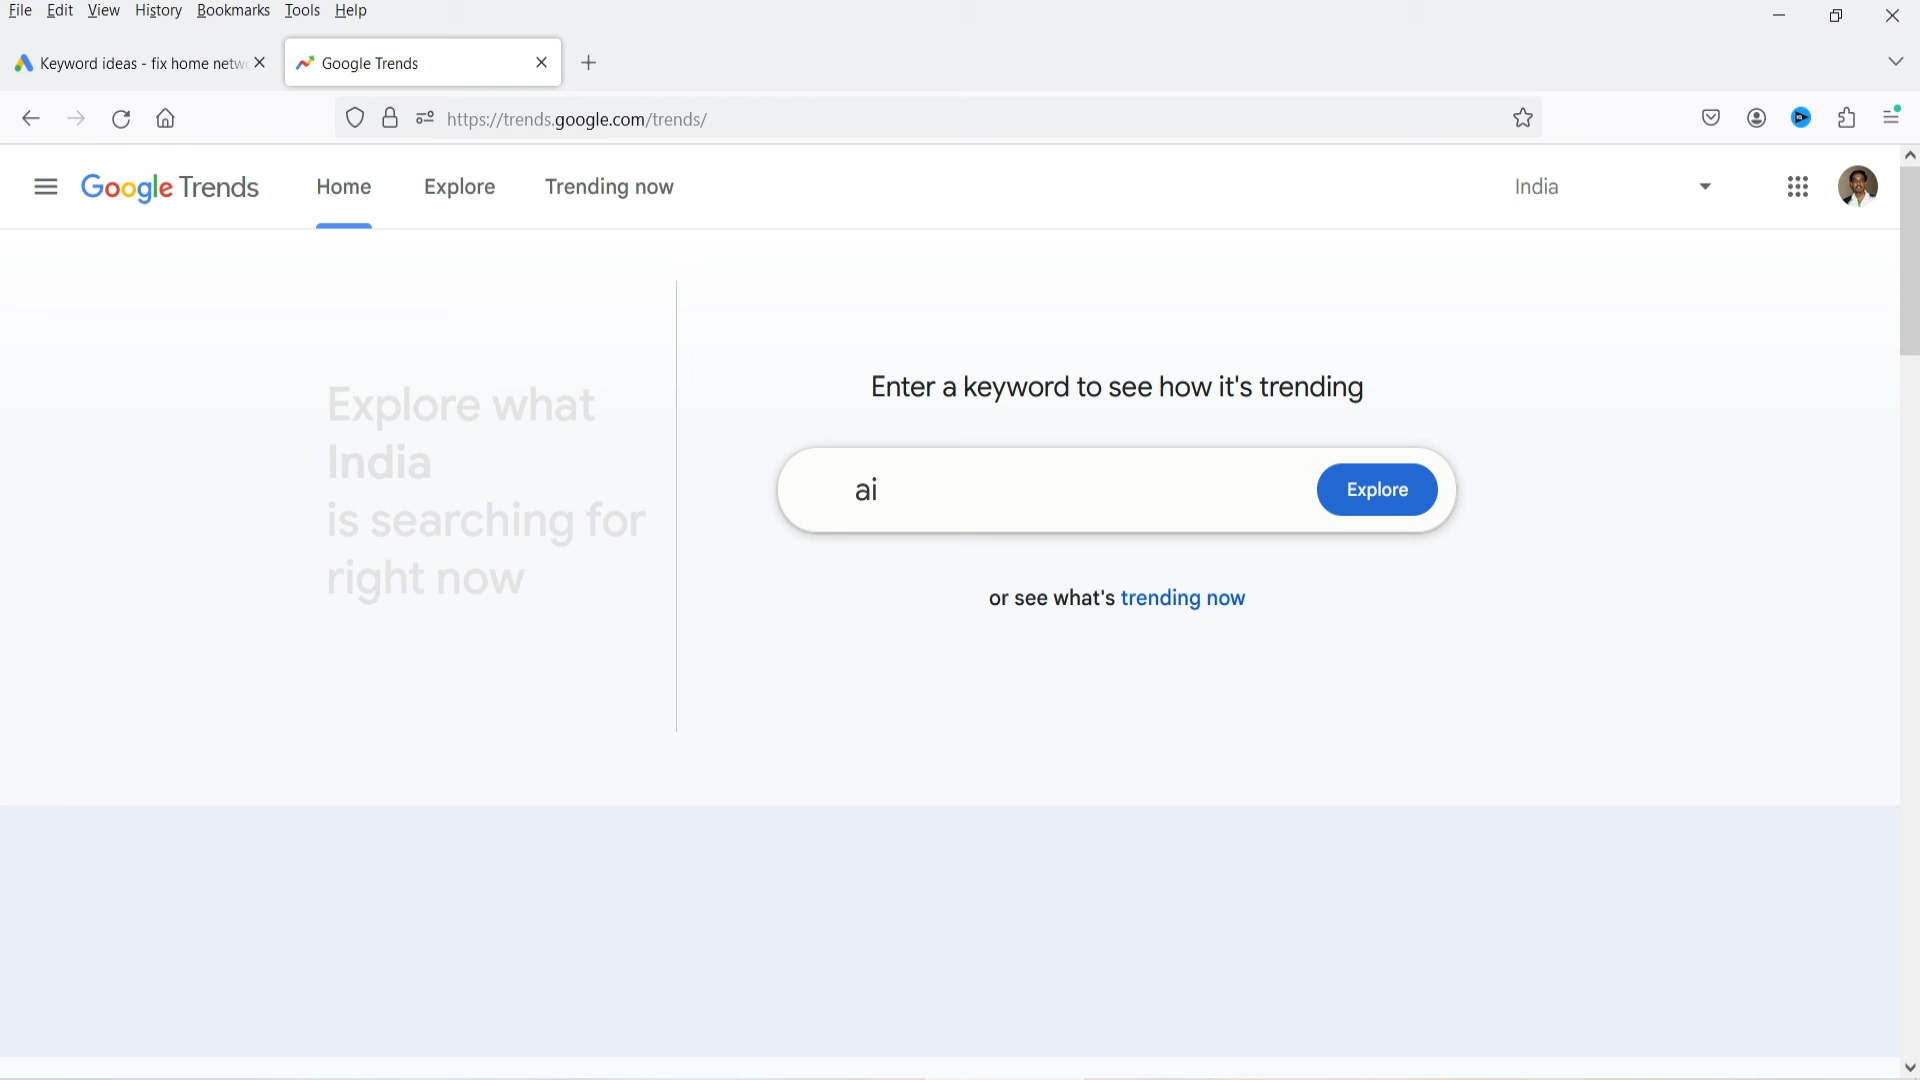 File Edit View History Bookmarks Tools Help
Keyword ideas - fix home netw
Google Trends
https://trends.google.com/trends/
Google Trends
Home
Explore
Trending now
India
Explore what
India
is searching for
right now
Enter a keyword to see how it's trending
ai
Explore
or see what's trending now